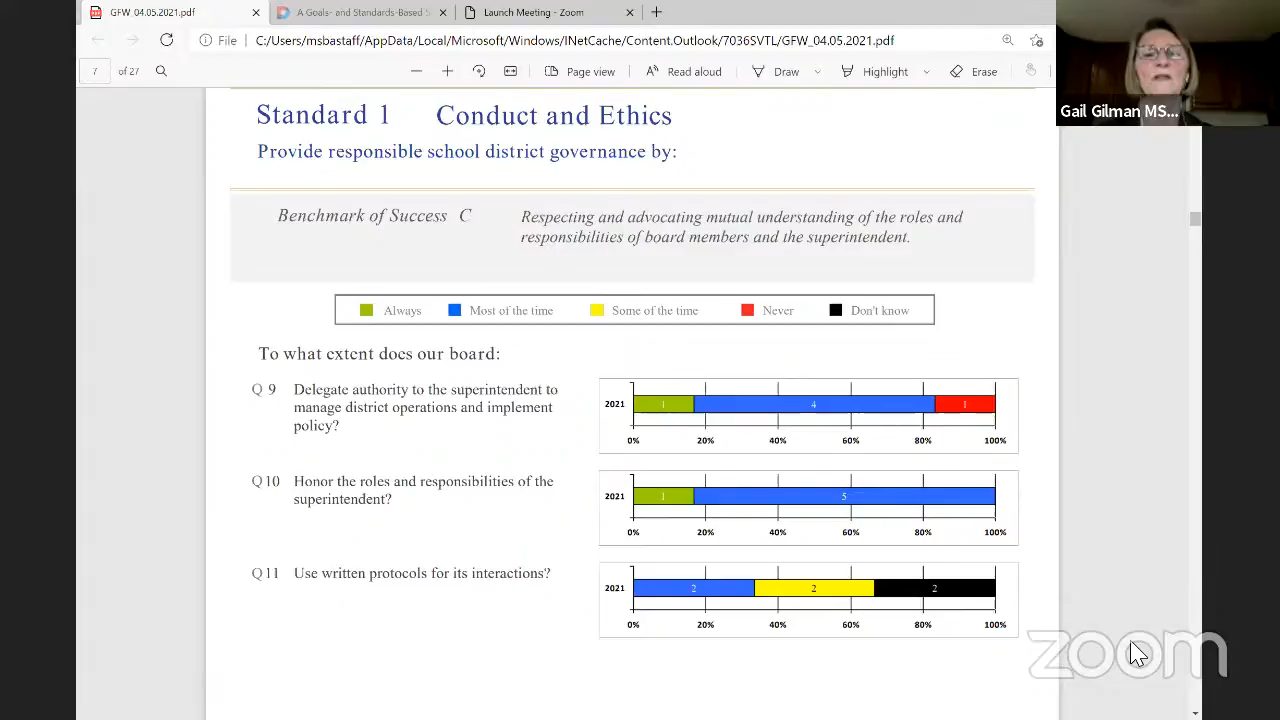 GFW_04.05.2021.pdf
A Goals- and Standards-Based S
Launch Meeting - Zoom
File
C:/Users/msbastaff/AppData/Local/Microsoft/Windows/INetCache/Content.Outlook/7036SVTL/GFW_04.05.2021.pdf
7 of 27
Page view
Read aloud
Draw
Highlight
Erase
Gail Gilman MS...
Standard 1 Conduct and Ethics
Provide responsible school district governance by:
Benchmark of Success C
Respecting and advocating mutual understanding of the roles and
responsibilities of board members and the superintendent.
Always Most of the time Some of the time Never Don't know
To what extent does our board:
Q 9 Delegate authority to the superintendent to
manage district operations and implement
policy?
2021 1 4 1
0% 20% 40% 60% 80% 100%
Q 10 Honor the roles and responsibilities of the
superintendent?
2021 1 5
0% 20% 40% 60% 80% 100%
Q 11 Use written protocols for its interactions?
2021 2 2 2
0% 20% 40% 60% 80% 100%
zoom